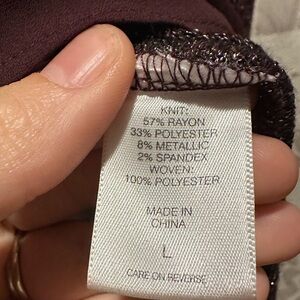 KNIT:
57% RAYON
33% POLYESTER
8% METALLIC
2% SPANDEX
WOVEN:
100% POLYESTER
MADE IN
CHINA
L
CARE ON REVERSE